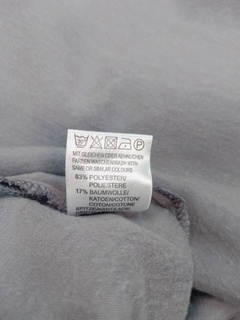 30°
P
MIT GLEICHEN ODER ÄHNLICHEN
FARBEN WASCHEN/WASH WITH
SAME OR SIMILAR COLOURS
83% POLYESTER/
POLIESTERE
17% BAUMWOLLE/
KATOEN/COTTON/
COTON/COTONE